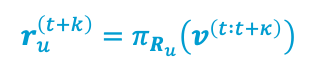 r_u^{(t+k)} = π_{R_u}(v^{(t:t+κ)})